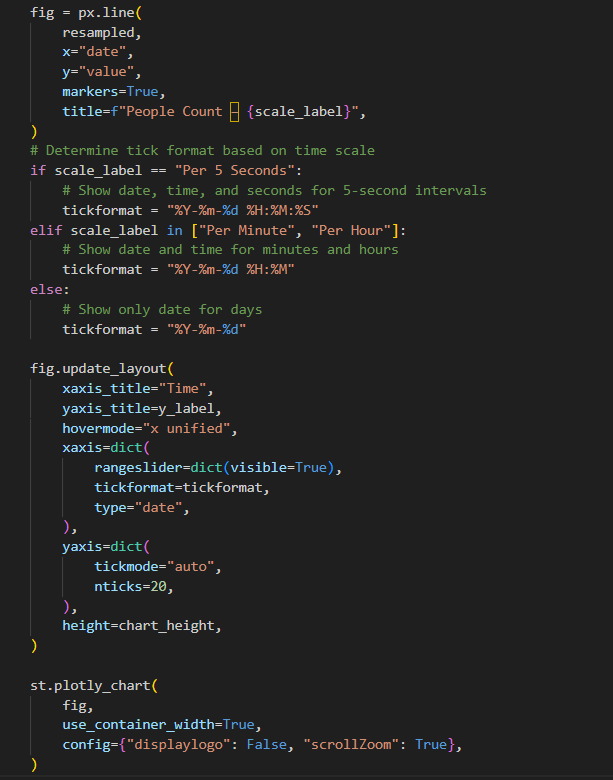 fig = px.line(
    resampled,
    x="date",
    y="value",
    markers=True,
    title=f"People Count – {scale_label}",
)
# Determine tick format based on time scale
if scale_label == "Per 5 Seconds":
    # Show date, time, and seconds for 5-second intervals
    tickformat = "%Y-%m-%d %H:%M:%S"
elif scale_label in ["Per Minute", "Per Hour"]:
    # Show date and time for minutes and hours
    tickformat = "%Y-%m-%d %H:%M"
else:
    # Show only date for days
    tickformat = "%Y-%m-%d"

fig.update_layout(
    xaxis_title="Time",
    yaxis_title=y_label,
    hovermode="x unified",
    xaxis=dict(
        rangeslider=dict(visible=True),
        tickformat=tickformat,
        type="date",
    ),
    yaxis=dict(
        tickmode="auto",
        nticks=20,
    ),
    height=chart_height,
)

st.plotly_chart(
    fig,
    use_container_width=True,
    config={"displaylogo": False, "scrollZoom": True},
)